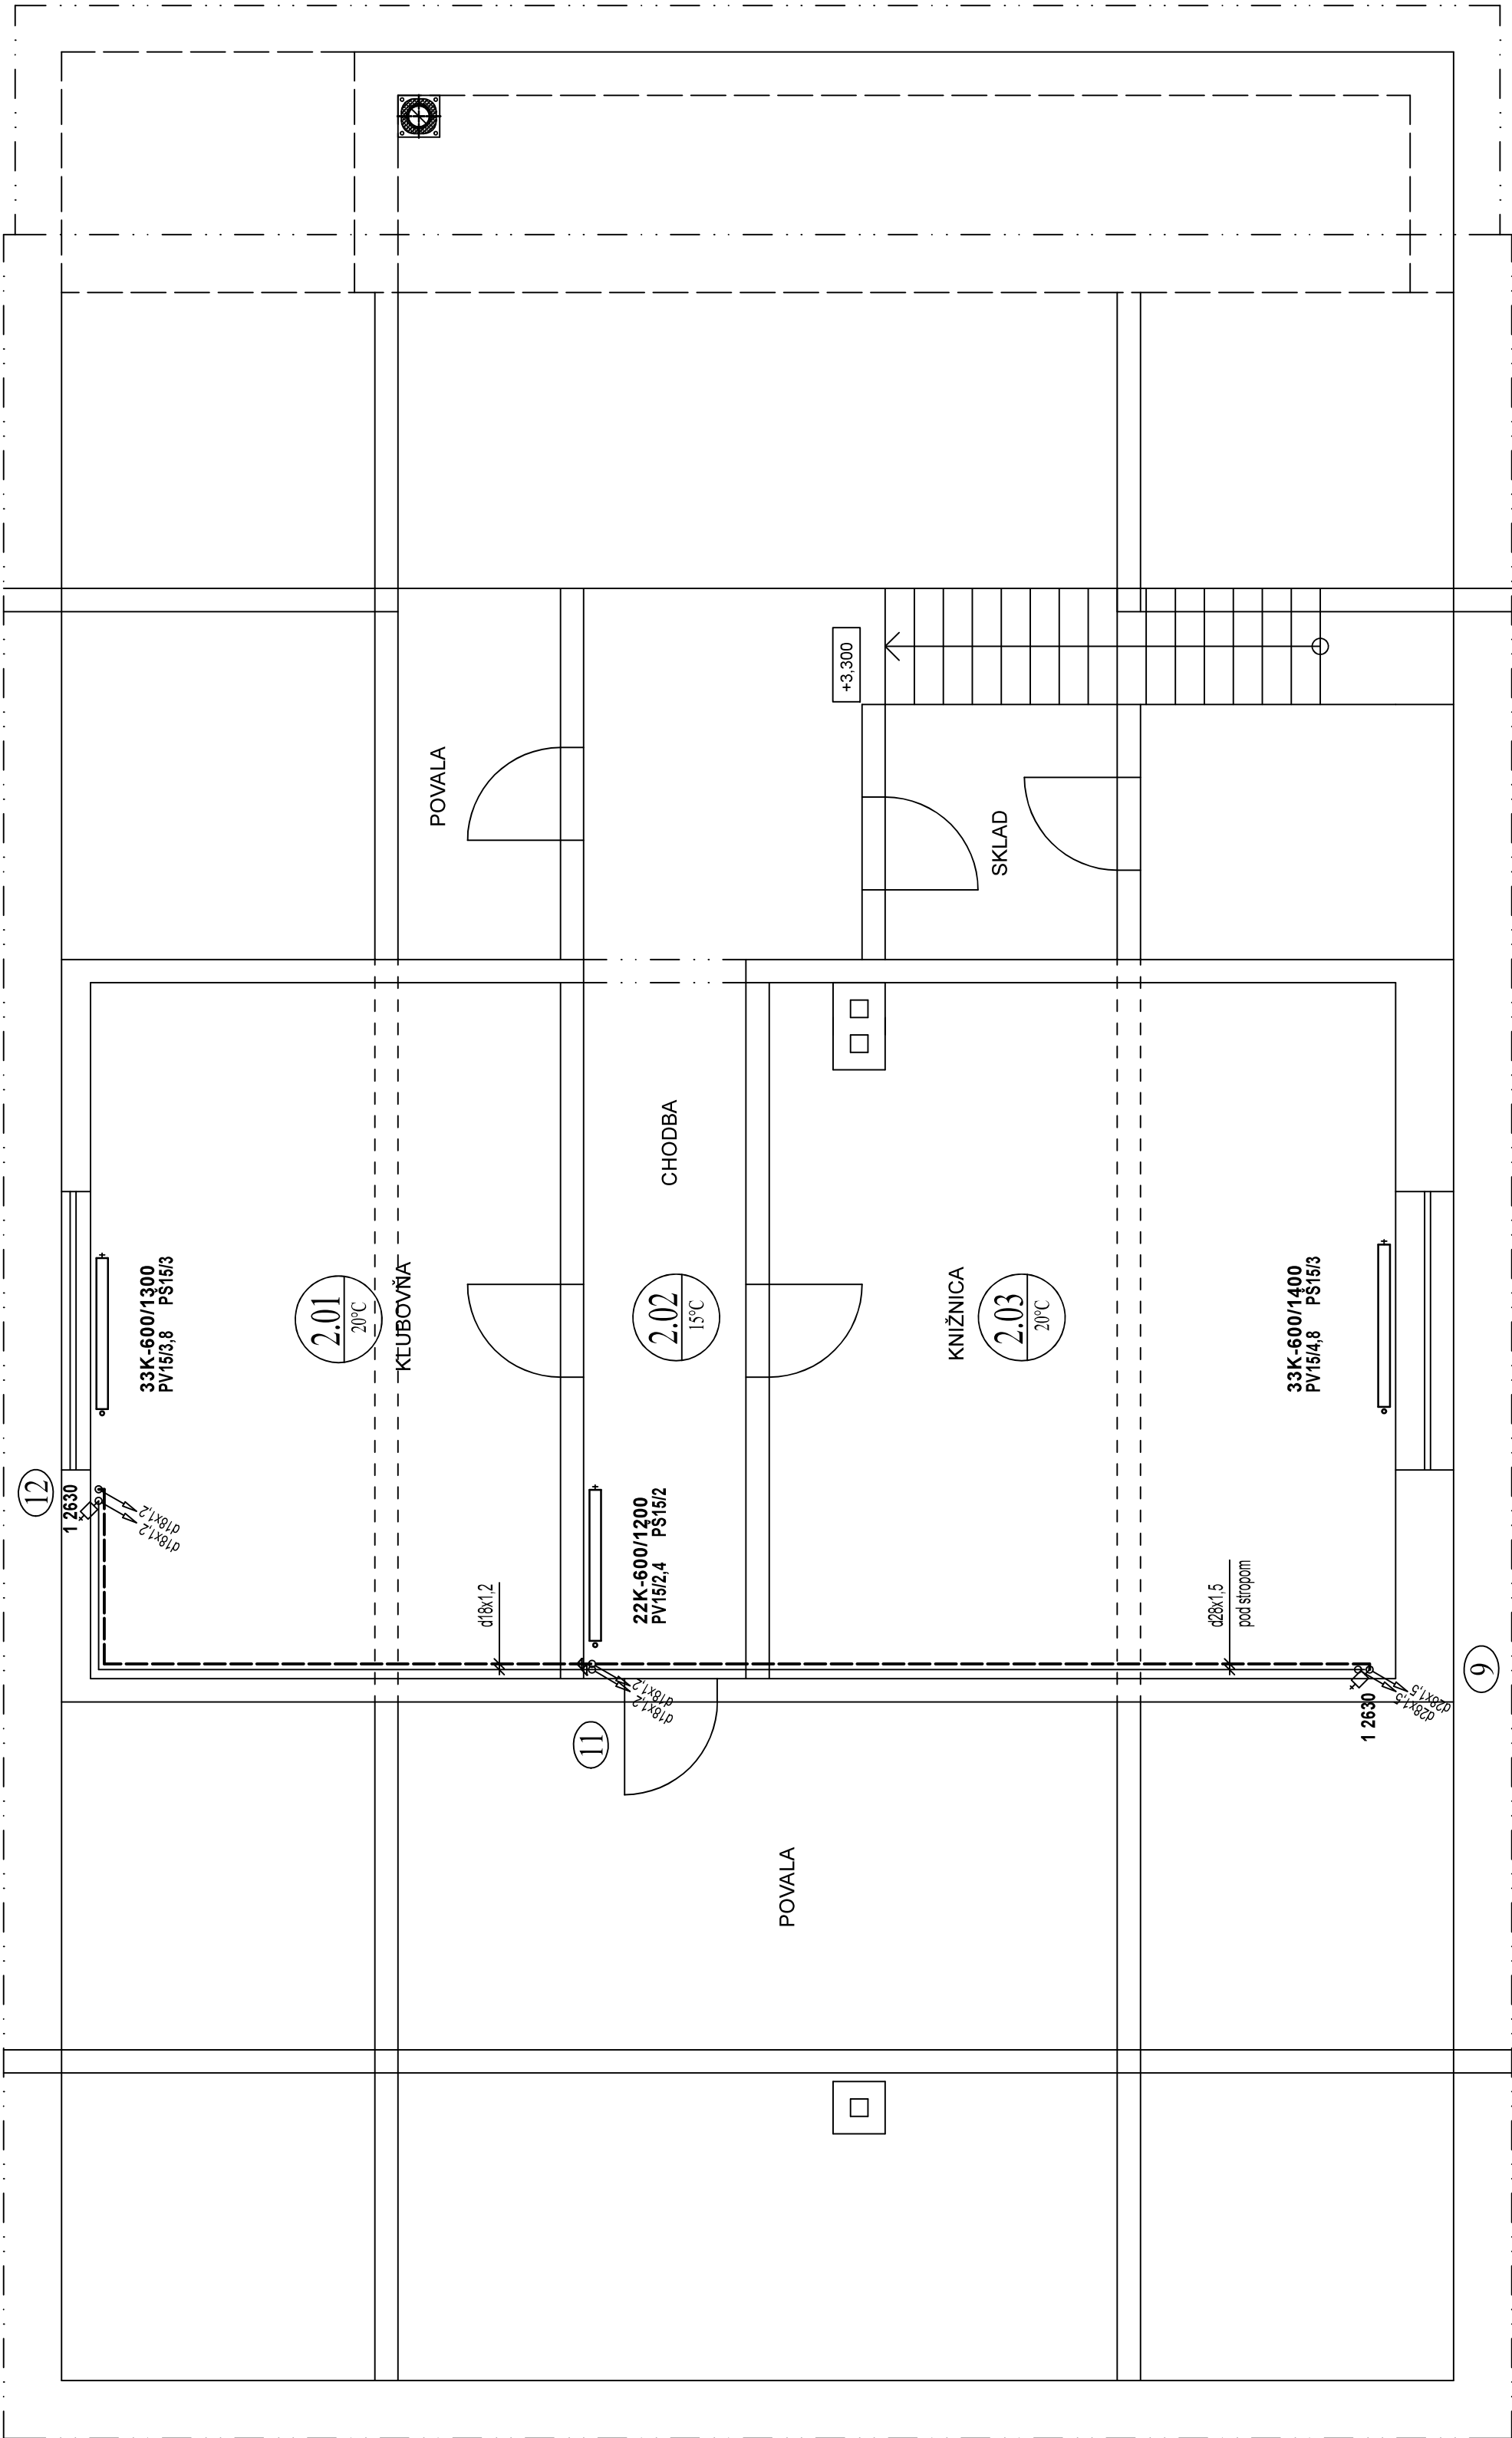 12
1 2630
d18x1,2
d18x1,2
33K-600/1300
PV15/3,8 PŠ15/3
2.01
20°C
KLUBOVŇA
POVALA
d18x1,2
11
d18x1,2
d18x1,2
22K-600/1200
PV15/2,4 PŠ15/2
2.02
15°C
CHODBA
POVALA
+3,300
KNIŽNICA
2.03
20°C
SKLAD
d28x1,5
pod stropom
33K-600/1400
PV15/4,8 PŠ15/3
1 2630
d28x1,5
d28x1,5
9